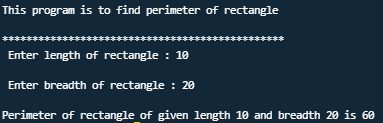 This program is to find perimeter of rectangle
***********************************************
Enter length of rectangle : 10
Enter breadth of rectangle : 20
Perimeter of rectangle of given length 10 and breadth 20 is 60